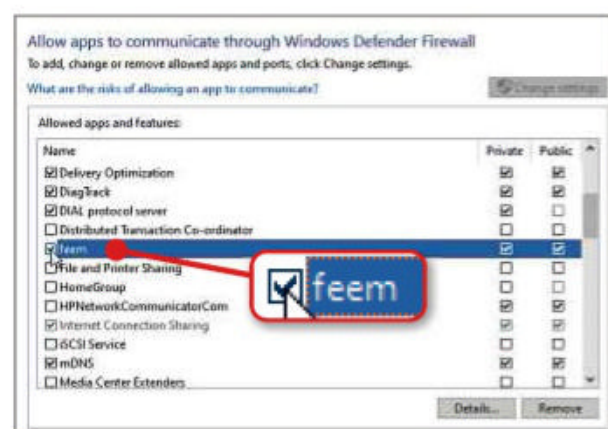 Allow apps to communicate through Windows Defender Firewall
To add, change or remove allowed apps and ports, click Change settings.
What are the risks of allowing an app to communicate?
Change settings
Allowed apps and features:
Name Private Public
Delivery Optimization
DiagTrack
DIAL protocol server
Distributed Transaction Co-ordinator
feem
File and Printer Sharing
feem
HomeGroup
HPNetworkCommunicatorCom
Internet Connection Sharing
iSCSI Service
mDNS
Media Center Extenders
Details... Remove